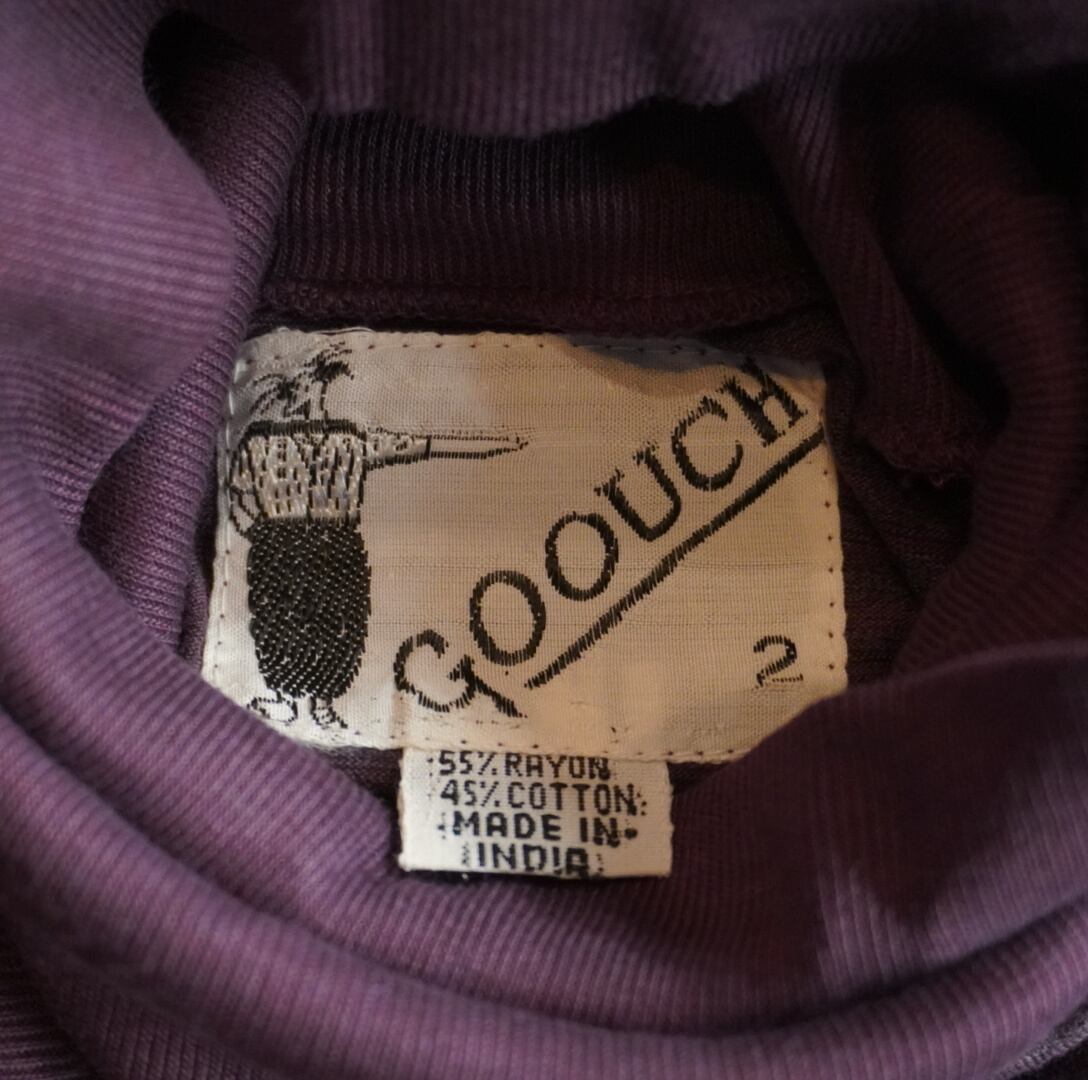 GOOUCH
2
55% RAYON
45% COTTON
MADE IN
INDIA